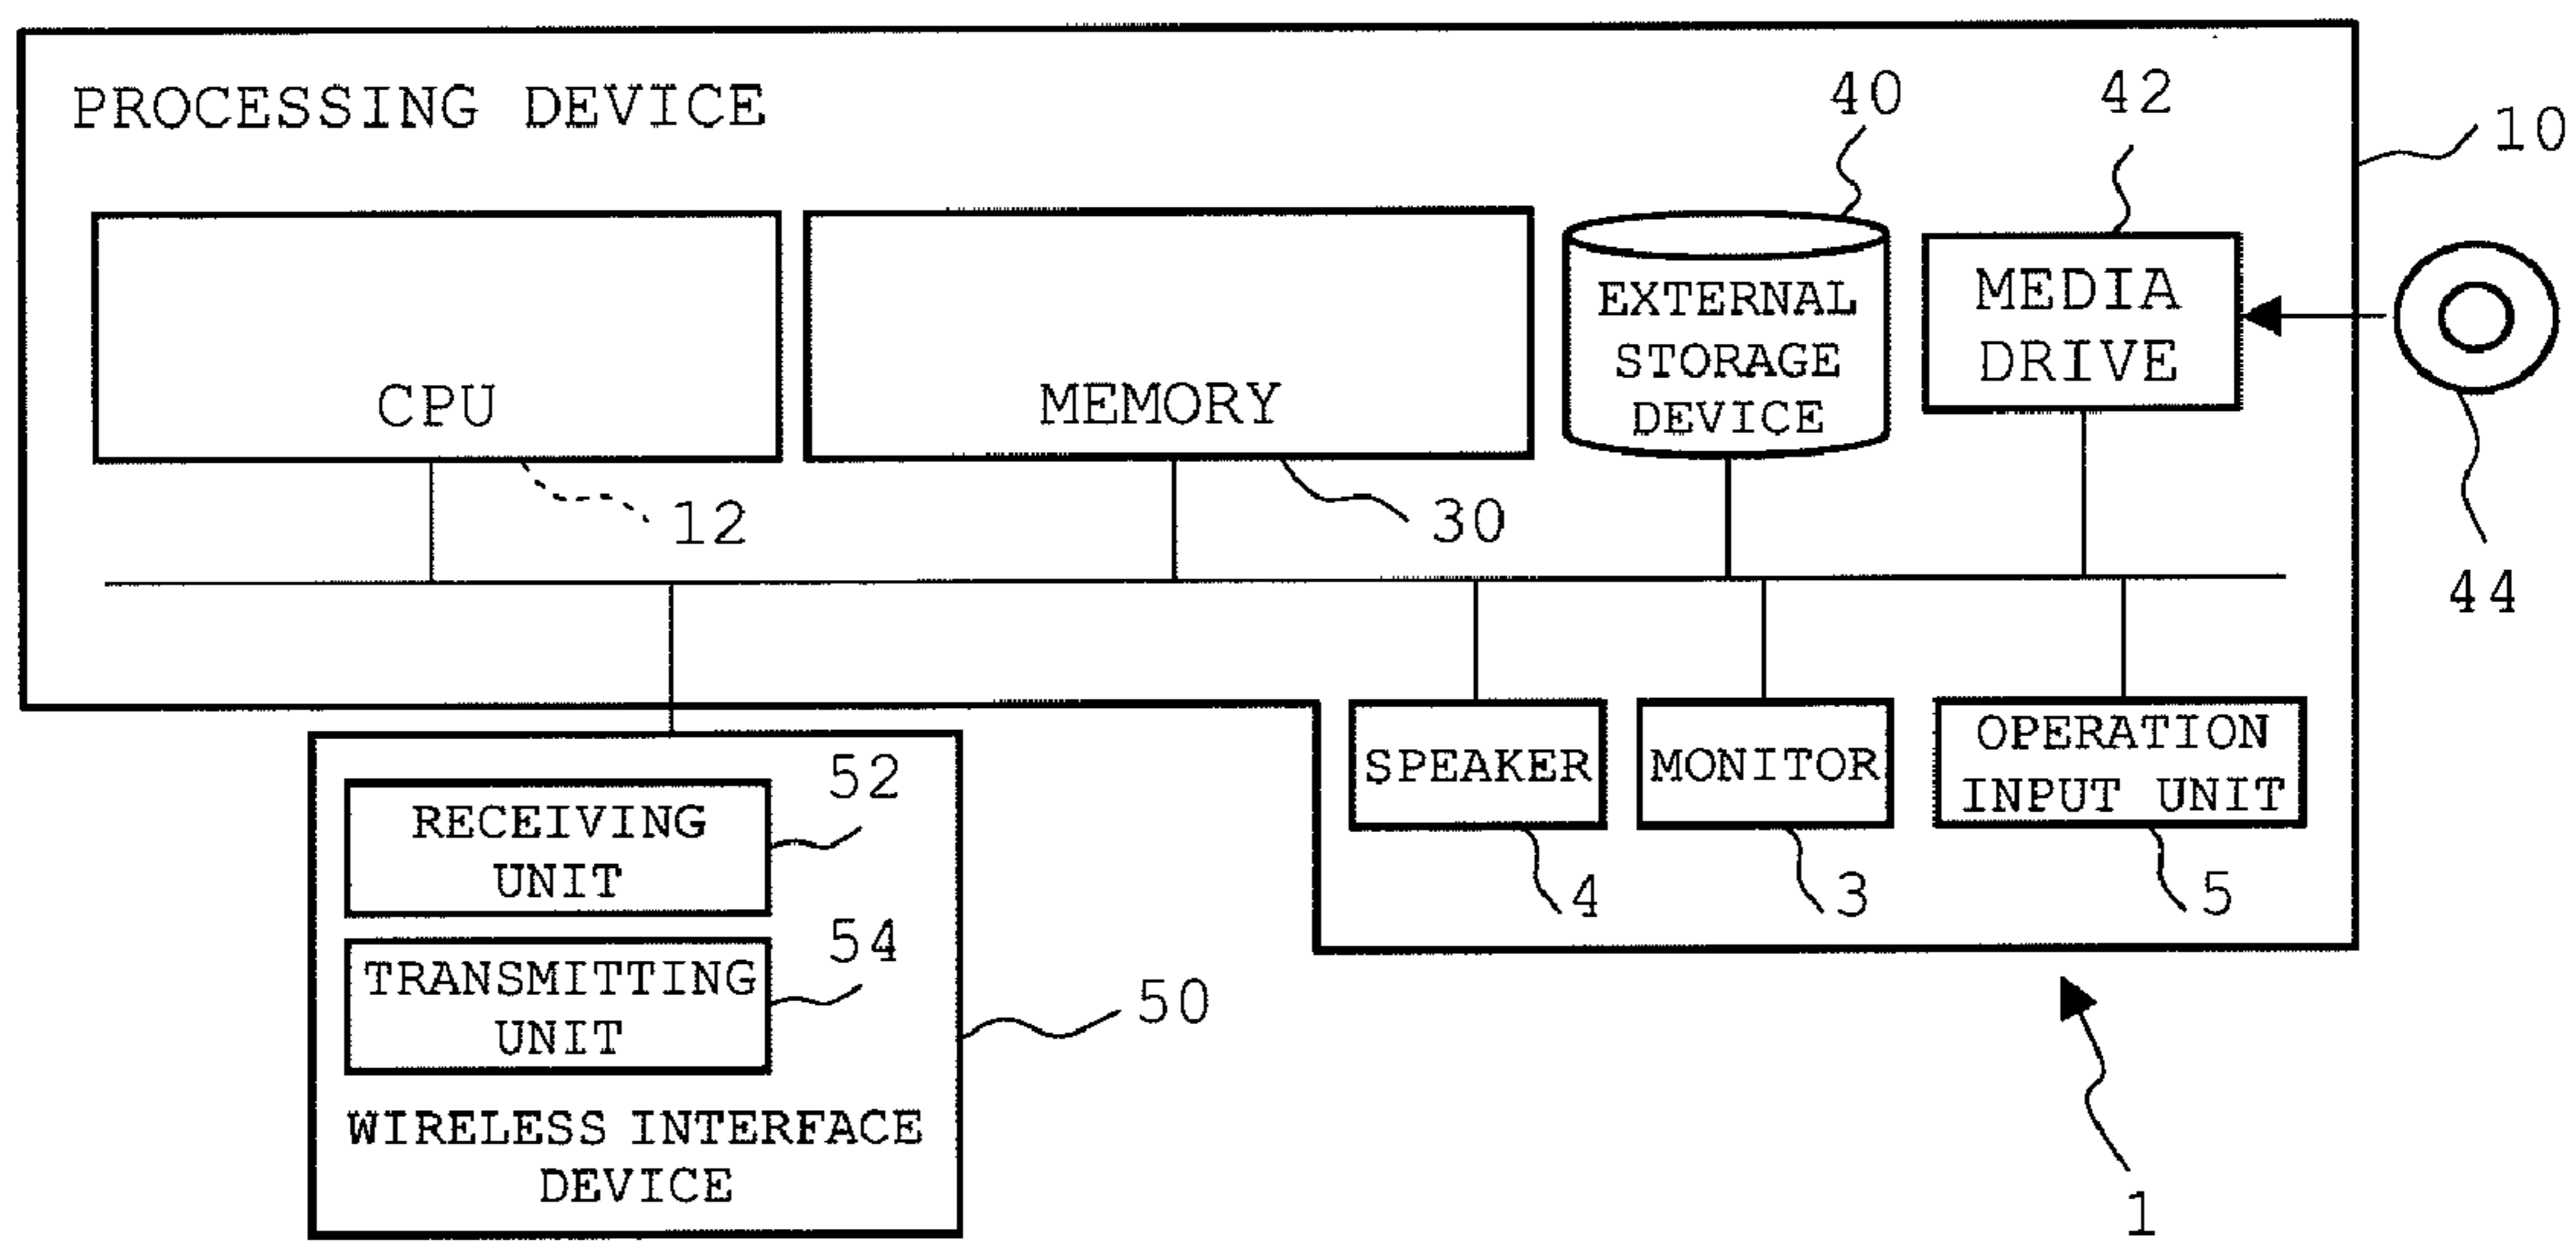 PROCESSING DEVICE
40
42
10
CPU
MEMORY
EXTERNAL
STORAGE
DEVICE
MEDIA
DRIVE
12
30
44
SPEAKER
MONITOR
OPERATION
INPUT UNIT
4
3
5
RECEIVING
UNIT
52
TRANSMITTING
UNIT
54
WIRELESS INTERFACE
DEVICE
50
1